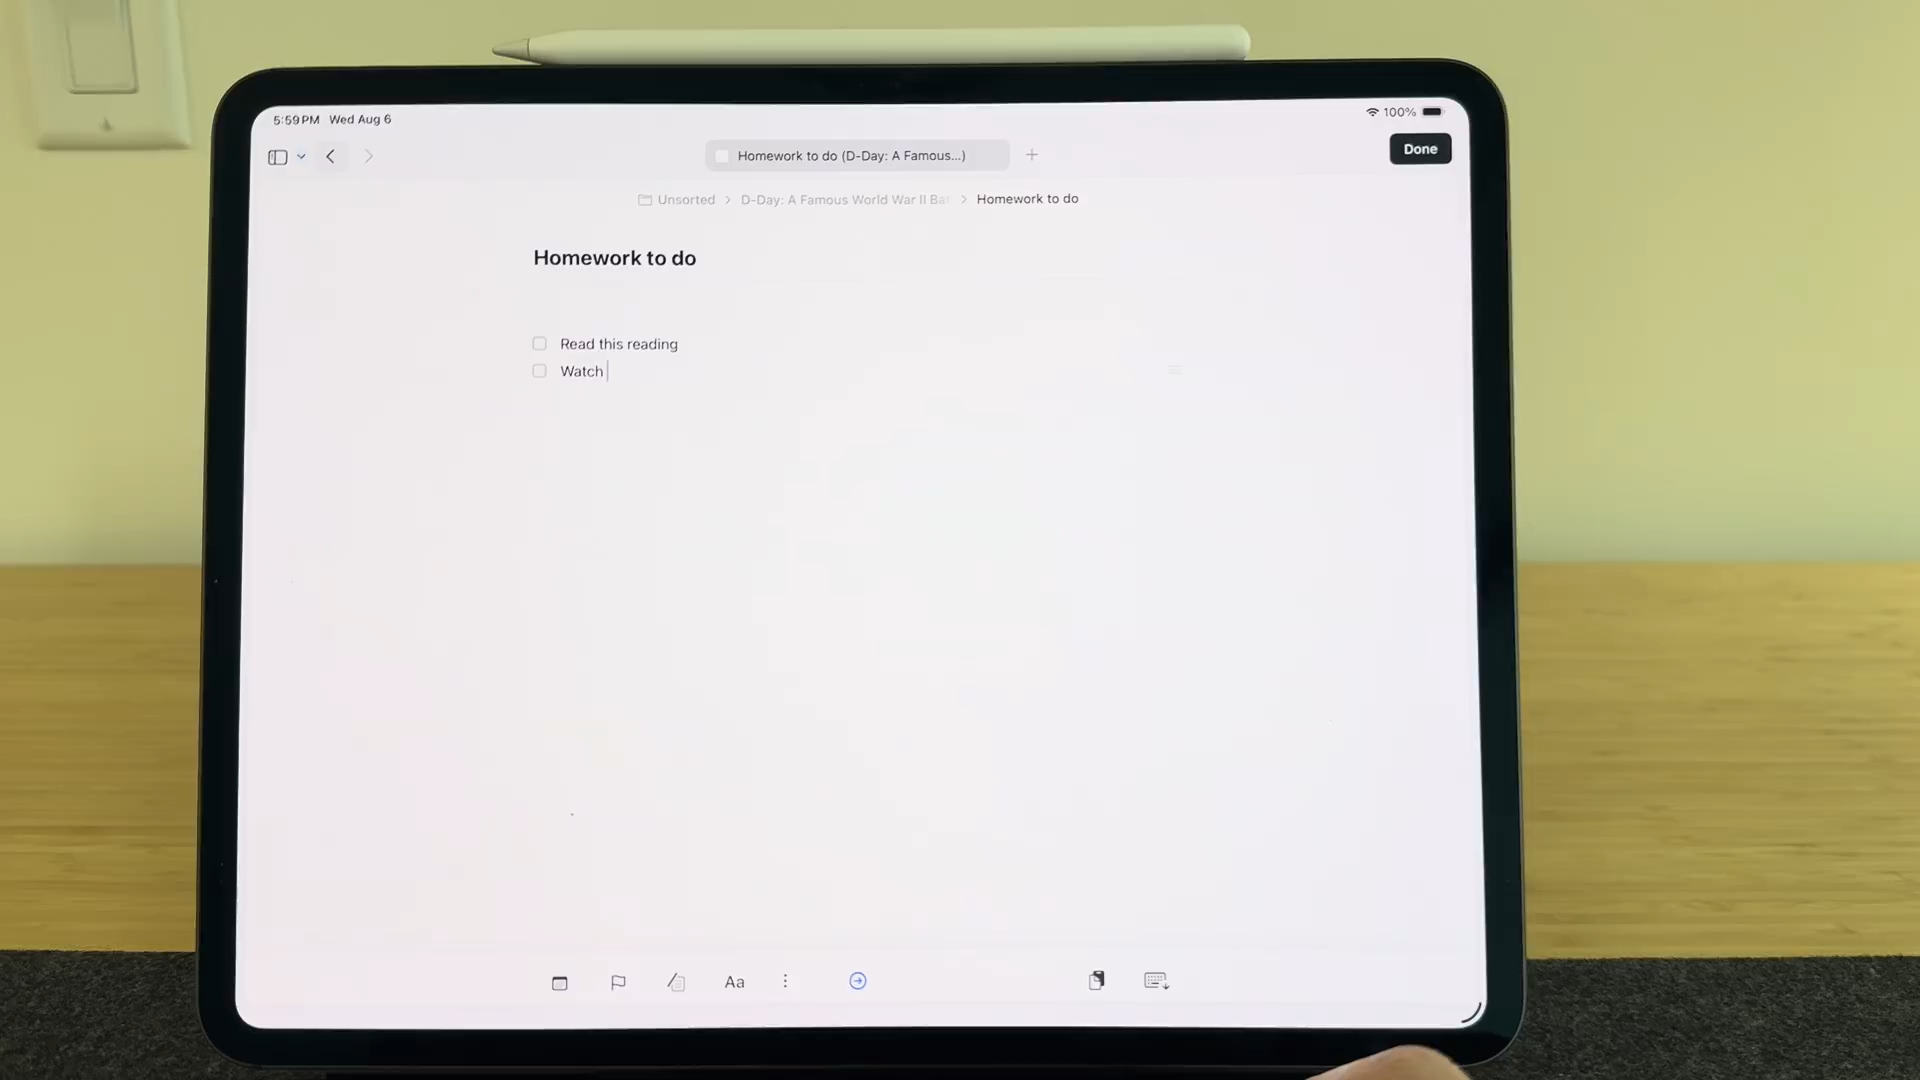 5:59 PM Wed Aug 6
100%
Homework to do (D-Day: A Famous...)
Done
Unsorted > D-Day: A Famous World War II Bat > Homework to do
Homework to do
Read this reading
Watch
Aa